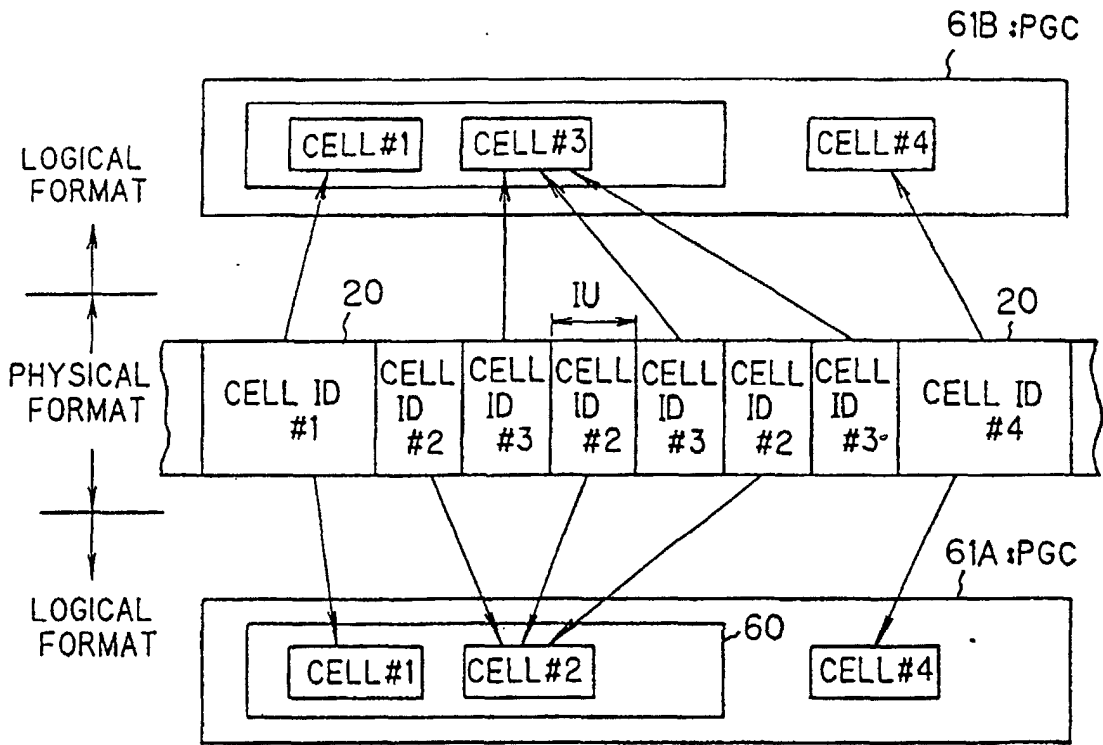 61B :PGC
CELL#1
CELL#3
CELL#4
LOGICAL
FORMAT
20
IU
20
PHYSICAL
FORMAT
CELL ID
#1
CELL
ID
#2
CELL
ID
#3
CELL
ID
#2
CELL
ID
#3
CELL
ID
#2
CELL
ID
#3
CELL ID
#4
61A :PGC
LOGICAL
FORMAT
60
CELL#1
CELL#2
CELL#4